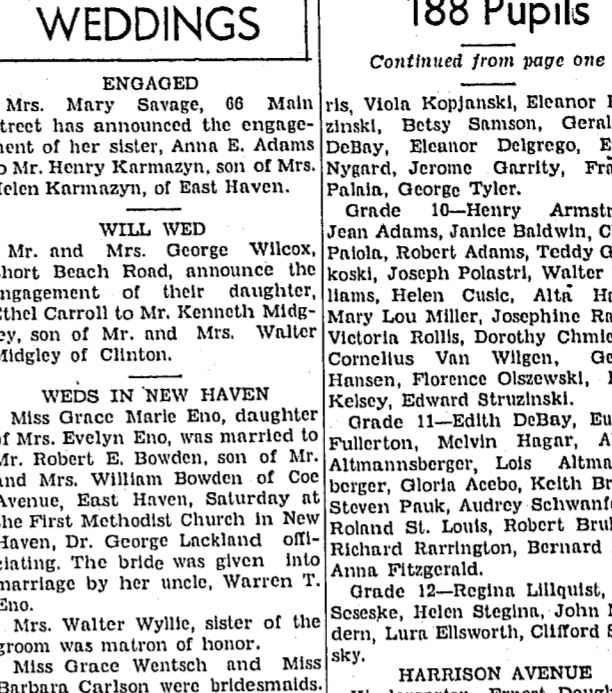 WEDDINGS
ENGAGED
Mrs. Mary Savage, 66 Main
treet has announced the engage-
ent of her sister, Anna E. Adams
o Mr. Henry Karmazyn, son of Mrs.
elen Karmazyn, of East Haven.
WILL WED
Mr. and Mrs. George Wilcox,
hort Beach Road, announce the
ngagement of their daughter,
thel Carroll to Mr. Kenneth Midg-
ey, son of Mr. and Mrs. Walter
Midgley of Clinton.
WEDS IN NEW HAVEN
Miss Grace Marie Eno, daughter
f Mrs. Evelyn Eno, was married to
Mr. Robert E. Bowden, son of Mr.
and Mrs. William Bowden of Coe
Avenue, East Haven, Saturday at
he First Methodist Church in New
Haven, Dr. George Lackland offi-
ciating. The bride was given into
marriage by her uncle, Warren T.
Eno.
Mrs. Walter Wyllie, sister of the
groom was matron of honor.
Miss Grace Wentsch and Miss
Barbara Carlson were bridesmaids.
188 Pupils
Continued from page one
ris, Viola Kopjanski, Eleanor
zinski, Betsy Samson, Geral
DeBay, Eleanor Delgrego, E
Nygard, Jerome Garrity, Fra
Palala, George Tyler.
Grade 10—Henry Armstr
Jean Adams, Janice Baldwin, C
Paiola, Robert Adams, Teddy G
koski, Joseph Polastri, Walter
liams, Helen Cusic, Alta Ha
Mary Lou Miller, Josephine Ra
Victoria Rollis, Dorothy Chmie
Cornelius Van Wilgen, Ge
Hansen, Florence Olszewski,
Kelsey, Edward Struzinski.
Grade 11—Edith DeBay, Eu
Fullerton, Melvin Hagar, A
Altmannsberger, Lois Altma
berger, Gloria Acebo, Keith Br
Steven Pauk, Audrey Schwanf
Roland St. Louis, Robert Bru
Richard Rarrington, Bernard
Anna Fitzgerald.
Grade 12—Regina Lillquist,
Seseske, Helen Stegina, John
dern, Lura Ellsworth, Clifford S
sky.
HARRISON AVENUE